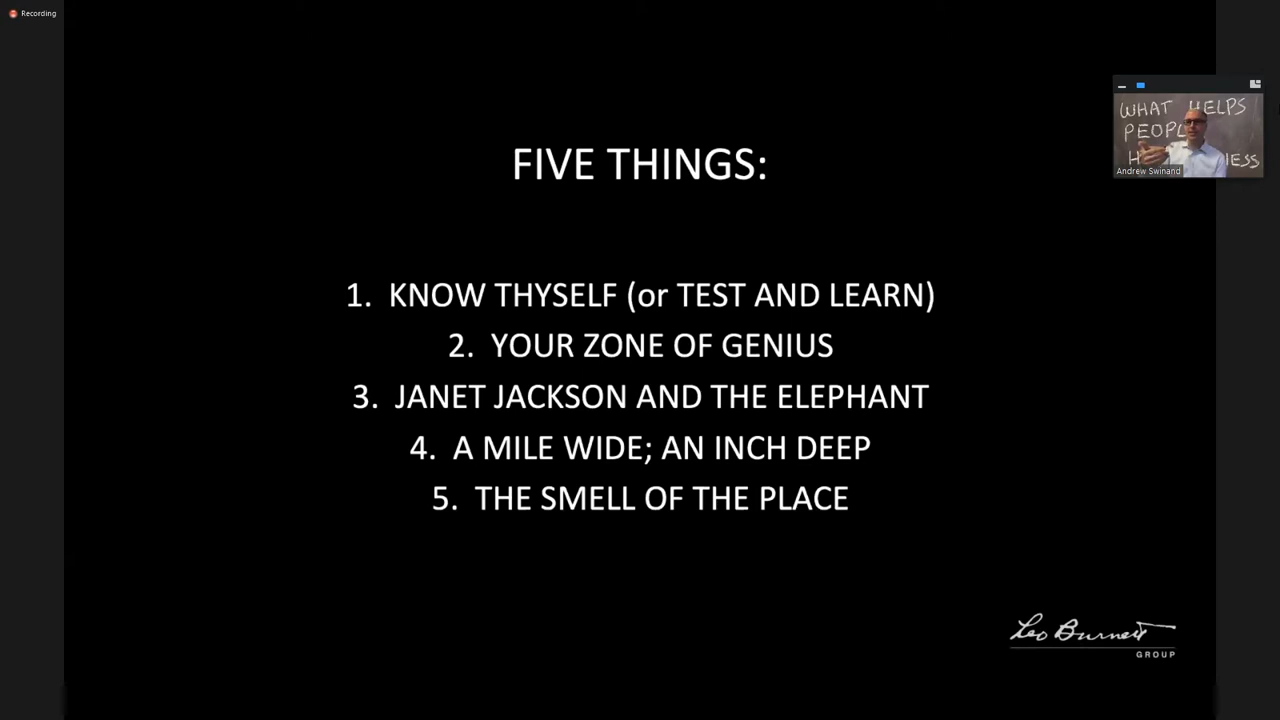 Recording
WHAT HELPS
PEOPL
H ESS
Andrew Swinand
FIVE THINGS:
1. KNOW THYSELF (or TEST AND LEARN)
2. YOUR ZONE OF GENIUS
3. JANET JACKSON AND THE ELEPHANT
4. A MILE WIDE; AN INCH DEEP
5. THE SMELL OF THE PLACE
Leo Burnett
GROUP